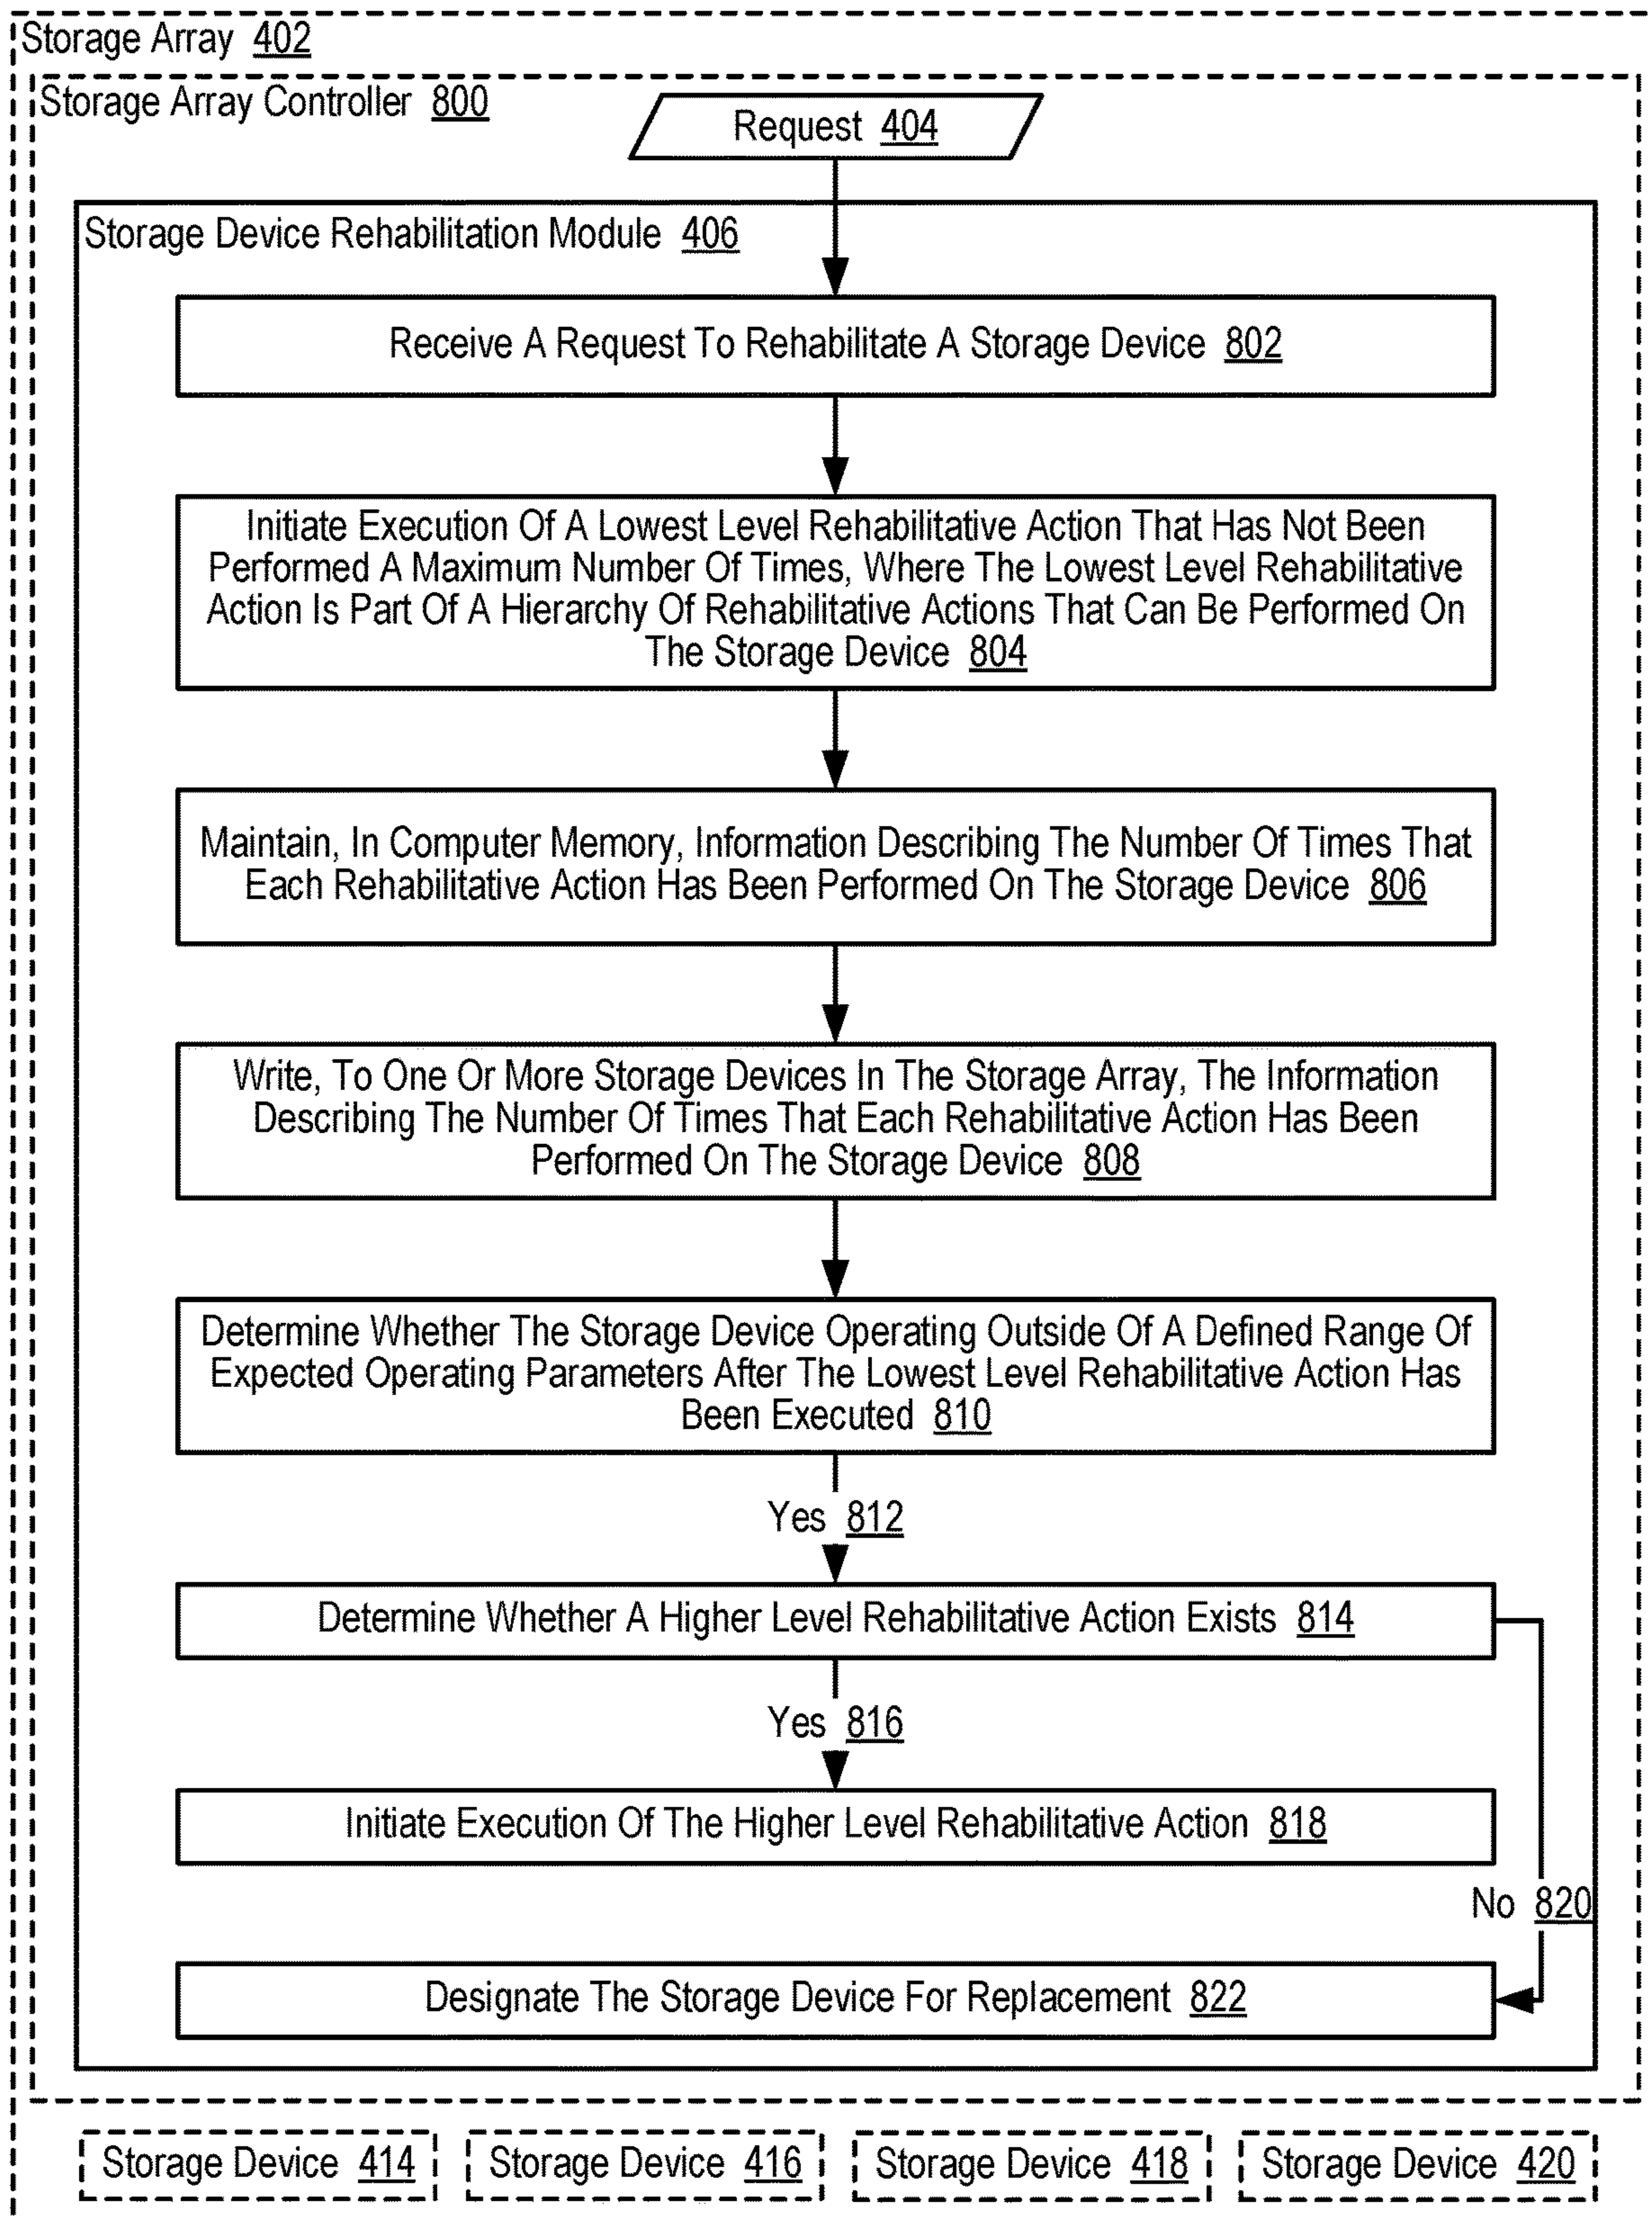 Storage Array 402
Storage Array Controller 800
Request 404
Storage Device Rehabilitation Module 406
Receive A Request To Rehabilitate A Storage Device 802
Initiate Execution Of A Lowest Level Rehabilitative Action That Has Not Been
Performed A Maximum Number Of Times, Where The Lowest Level Rehabilitative
Action Is Part Of A Hierarchy Of Rehabilitative Actions That Can Be Performed On
The Storage Device 804
Maintain, In Computer Memory, Information Describing The Number Of Times That
Each Rehabilitative Action Has Been Performed On The Storage Device 806
Write, To One Or More Storage Devices In The Storage Array, The Information
Describing The Number Of Times That Each Rehabilitative Action Has Been
Performed On The Storage Device 808
Determine Whether The Storage Device Operating Outside Of A Defined Range Of
Expected Operating Parameters After The Lowest Level Rehabilitative Action Has
Been Executed 810
Yes 812
Determine Whether A Higher Level Rehabilitative Action Exists 814
Yes 816
Initiate Execution Of The Higher Level Rehabilitative Action 818
No 820
Designate The Storage Device For Replacement 822
Storage Device 414
Storage Device 416
Storage Device 418
Storage Device 420